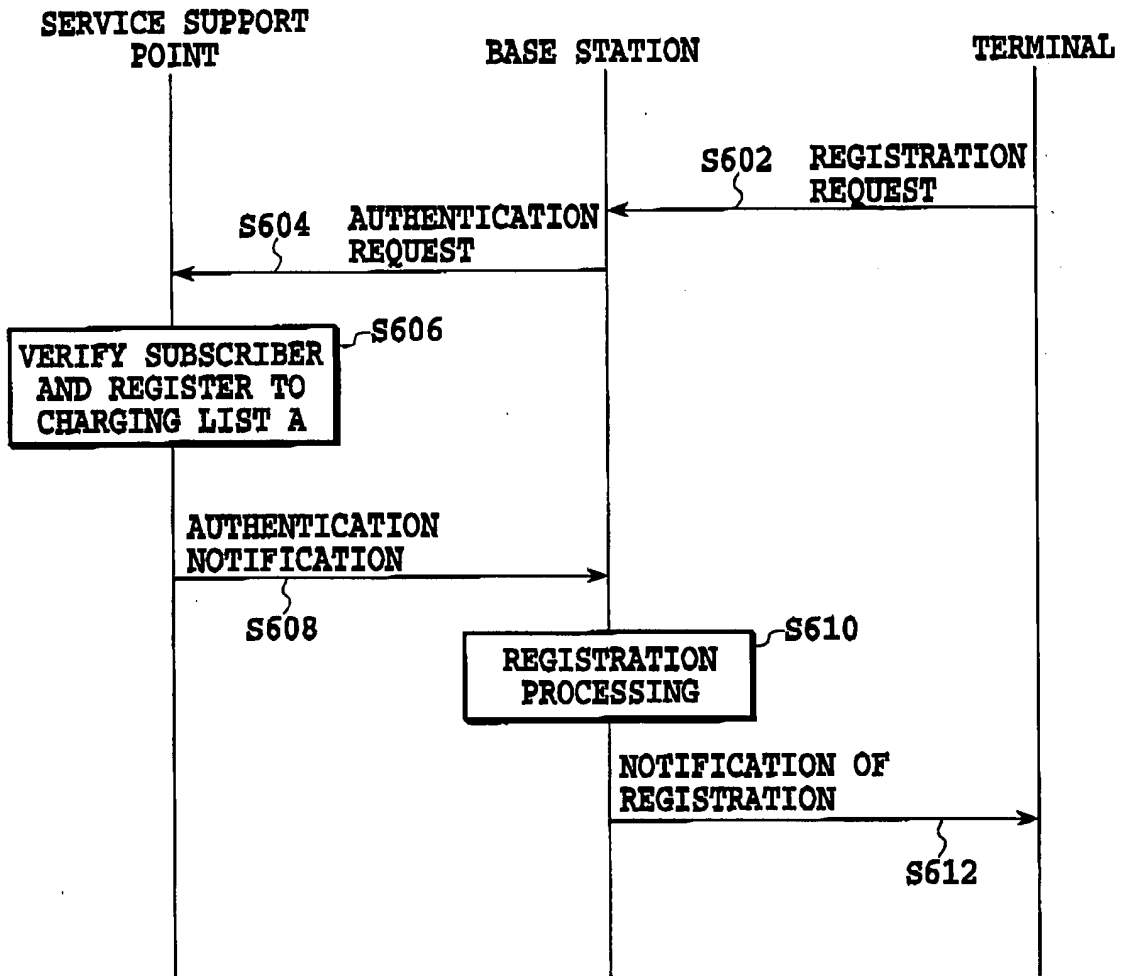 SERVICE SUPPORT
POINT
BASE STATION
TERMINAL
S602
REGISTRATION
REQUEST
S604
AUTHENTICATION
REQUEST
S606
VERIFY SUBSCRIBER
AND REGISTER TO
CHARGING LIST A
AUTHENTICATION
NOTIFICATION
S608
S610
REGISTRATION
PROCESSING
NOTIFICATION OF
REGISTRATION
S612